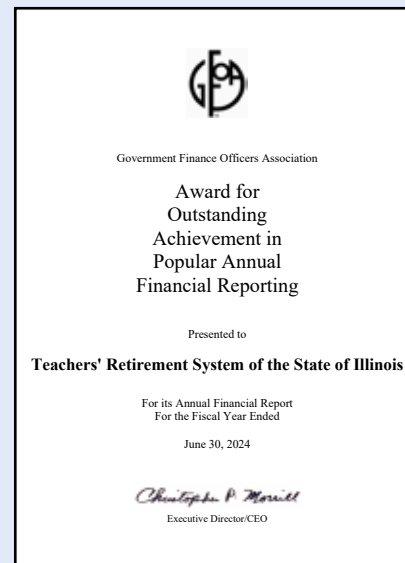 GFOA
Government Finance Officers Association
Award for
Outstanding
Achievement in
Popular Annual
Financial Reporting
Presented to
Teachers' Retirement System of the State of Illinois
For its Annual Financial Report
For the Fiscal Year Ended
June 30, 2024
Christopher P. Morrill
Executive Director/CEO